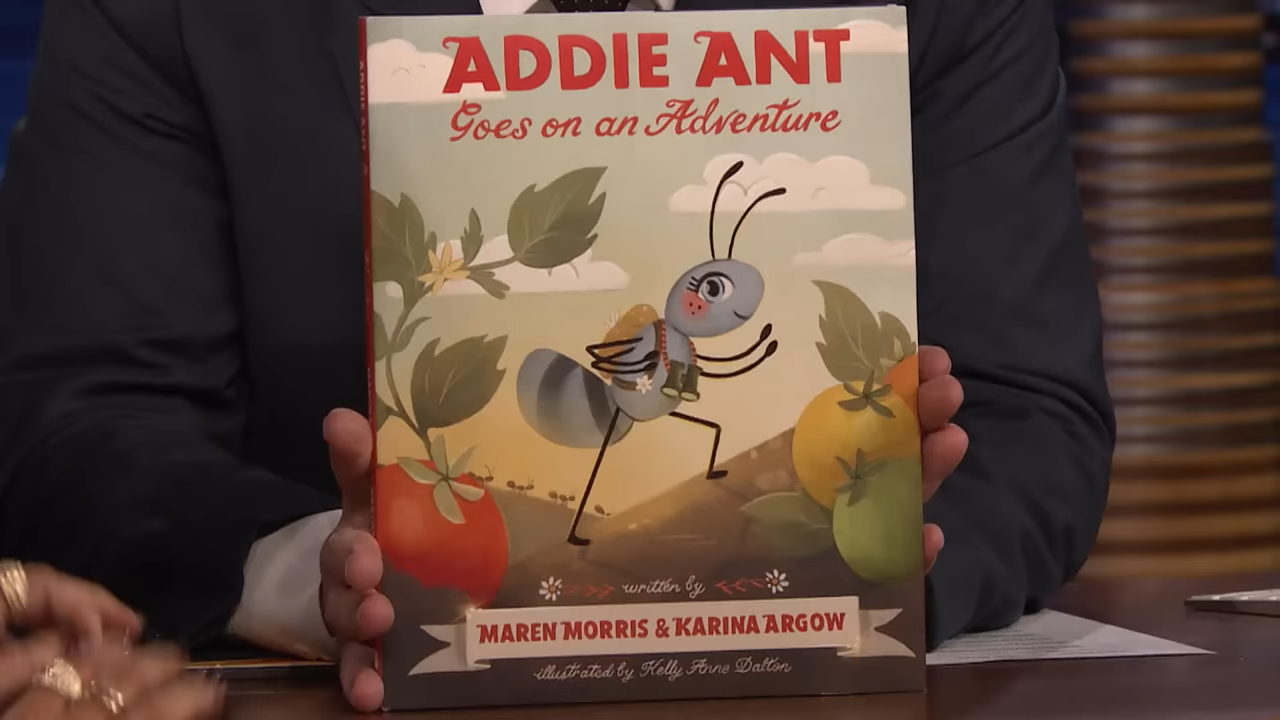 ADDIE ANT
Goes on an Adventure
written by
MAREN MORRIS & KARINA ARGOW
illustrated by Kelly Anne Dalton